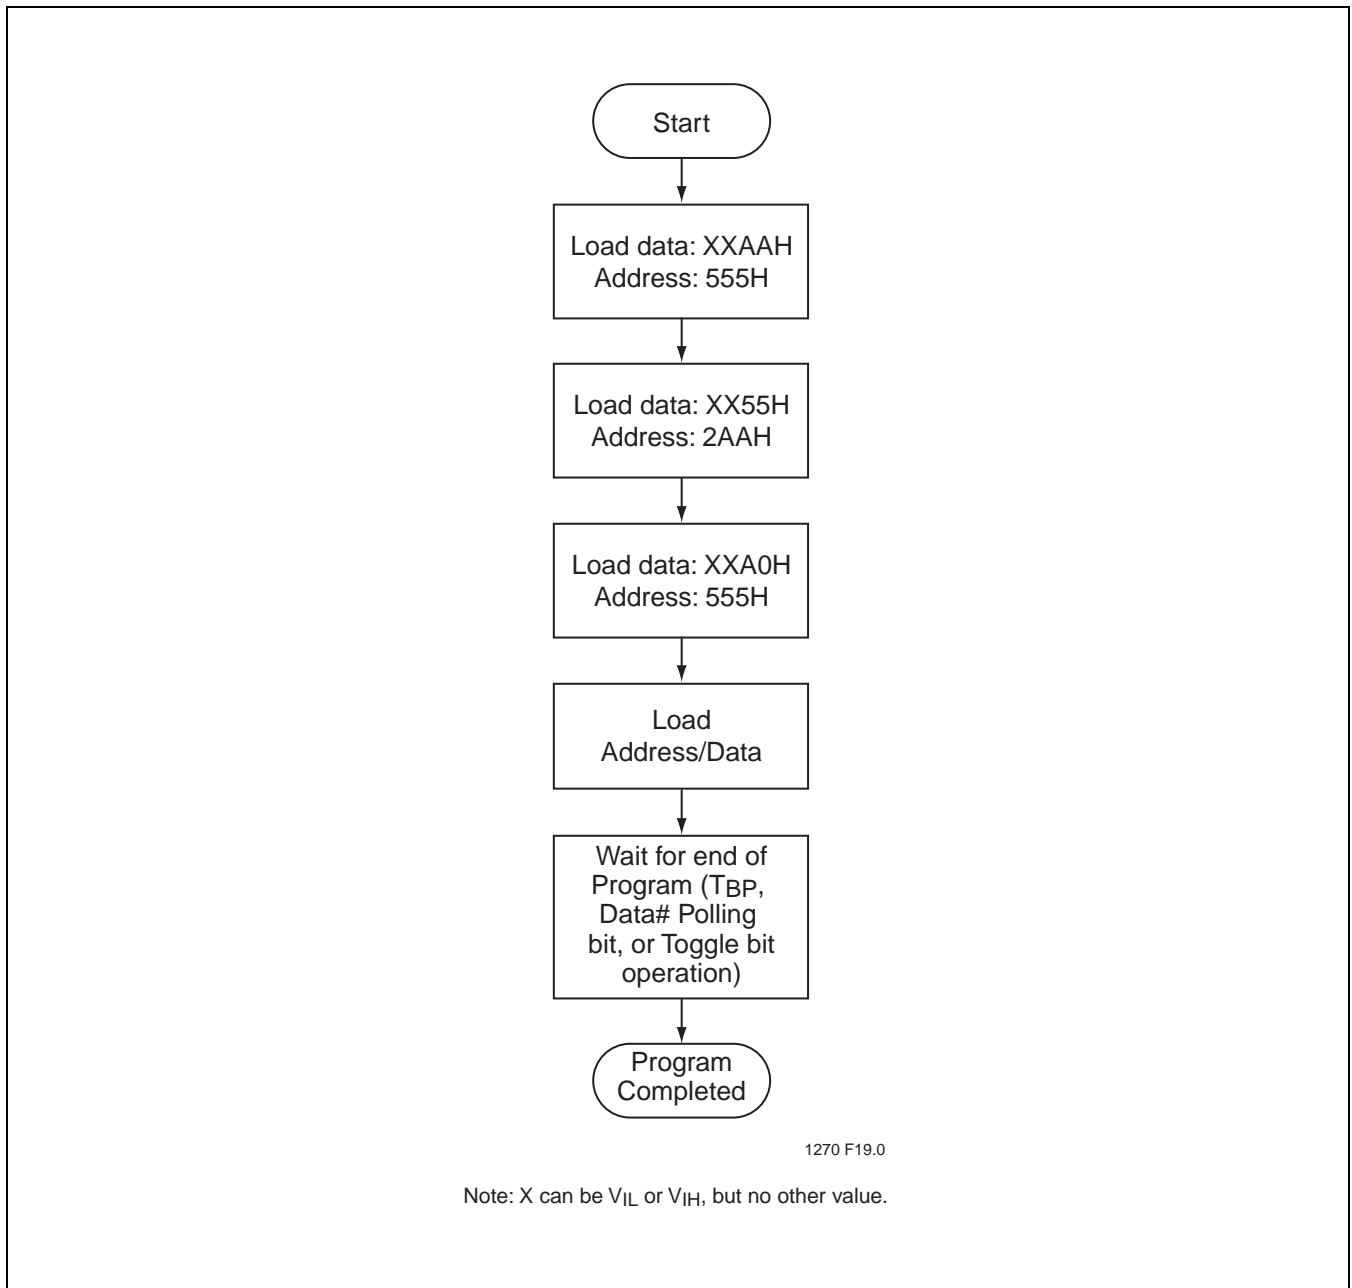 Start
Load data: XXAAH
Address: 555H
Load data: XX55H
Address: 2AAH
Load data: XXA0H
Address: 555H
Load
Address/Data
Wait for end of
Program (TBP,
Data# Polling
bit, or Toggle bit
operation)
Program
Completed
1270 F19.0
Note: X can be VIL or VIH, but no other value.